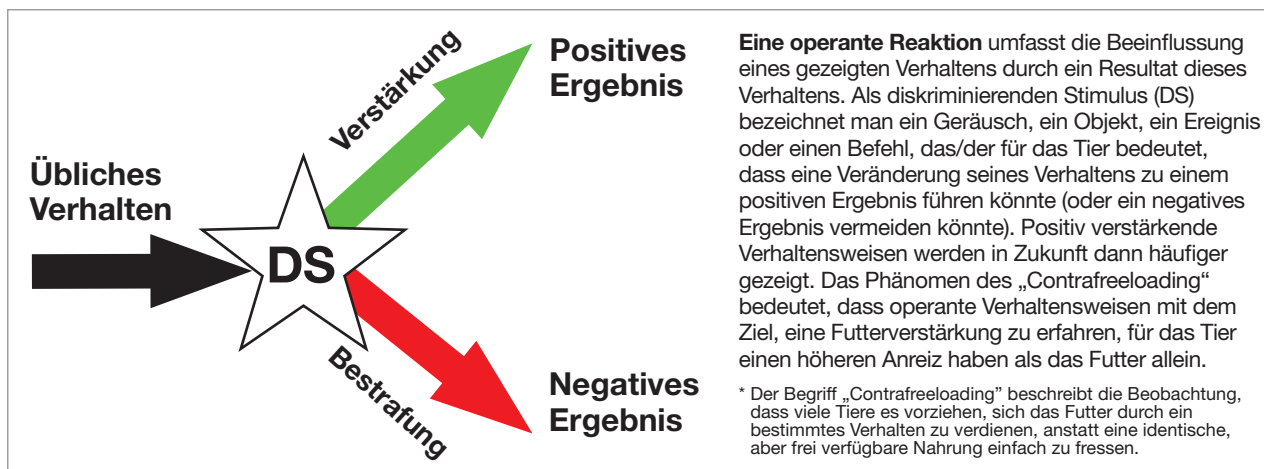 Übliches
Verhalten
DS
Verstärkung
Positives
Ergebnis
Bestrafung
Negatives
Ergebnis
Eine operante Reaktion umfasst die Beeinflussung
eines gezeigten Verhaltens durch ein Resultat dieses
Verhaltens. Als diskriminierenden Stimulus (DS)
bezeichnet man ein Geräusch, ein Objekt, ein Ereignis
oder einen Befehl, das/der für das Tier bedeutet,
dass eine Veränderung seines Verhaltens zu einem
positiven Ergebnis führen könnte (oder ein negatives
Ergebnis vermeiden könnte). Positiv verstärkende
Verhaltensweisen werden in Zukunft dann häufiger
gezeigt. Das Phänomen des „Contrafreeloading“
bedeutet, dass operante Verhaltensweisen mit dem
Ziel, eine Futterverstärkung zu erfahren, für das Tier
einen höheren Anreiz haben als das Futter allein.
* Der Begriff „Contrafreeloading” beschreibt die Beobachtung,
dass viele Tiere es vorziehen, sich das Futter durch ein
bestimmtes Verhalten zu verdienen, anstatt eine identische,
aber frei verfügbare Nahrung einfach zu fressen.